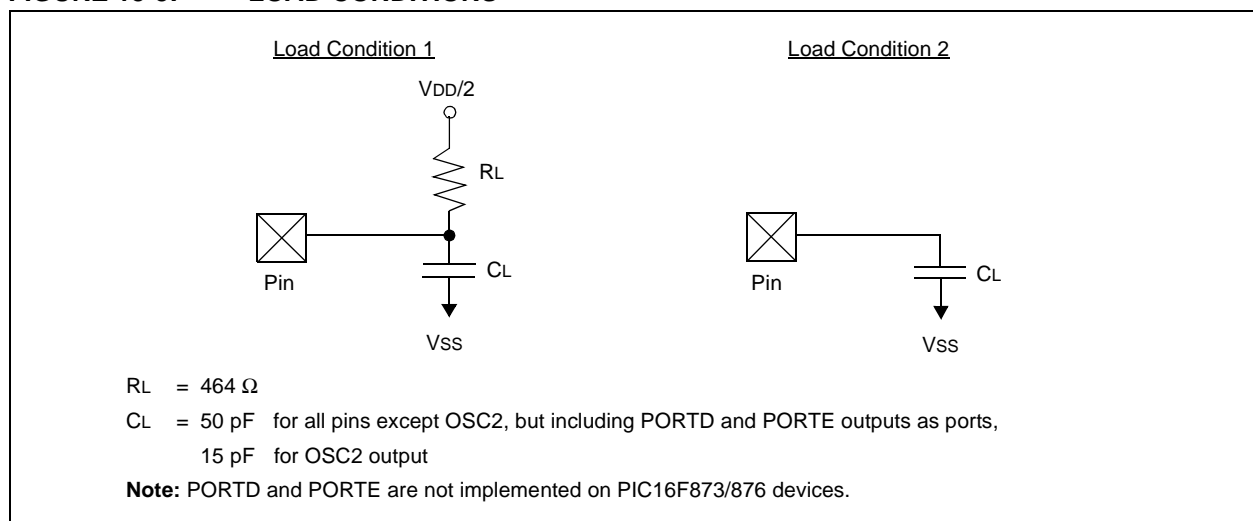 Load Condition 1
Load Condition 2
VDD/2
RL
Pin
CL
VSS
Pin
CL
VSS
RL = 464 Ω
CL = 50 pF for all pins except OSC2, but including PORTD and PORTE outputs as ports,
15 pF for OSC2 output
Note: PORTD and PORTE are not implemented on PIC16F873/876 devices.